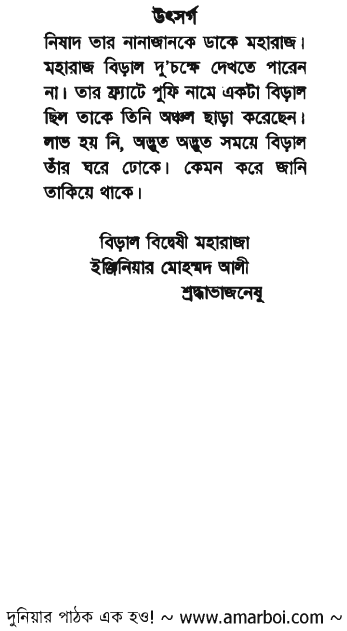 উৎসর্গ
নিষাদ তার নানাজানকে ডাকে মহারাজ।
মহারাজ বিড়াল দু'চক্ষে দেখতে পারেন
না। তার ফ্ল্যাটে পুফি নামে একটা বিড়াল
ছিল তাকে তিনি অঞ্চল ছাড়া করেছেন।
লাভ হয় নি, অদ্ভুত অদ্ভুত সময়ে বিড়াল
তাঁর ঘরে ঢোকে। কেমন করে জানি
তাকিয়ে থাকে।
বিড়াল বিদ্বেষী মহারাজা
ইঞ্জিনিয়ার মোহম্মদ আলী
শ্রদ্ধাভাজনেষু
দুনিয়ার পাঠক এক হও! ~ www.amarboi.com ~